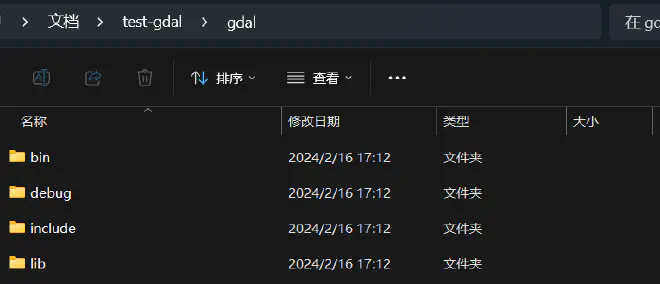 文档 test-gdal gdal 在 gd
排序 查看
名称 修改日期 类型 大小
bin 2024/2/16 17:12 文件夹
debug 2024/2/16 17:12 文件夹
include 2024/2/16 17:12 文件夹
lib 2024/2/16 17:12 文件夹